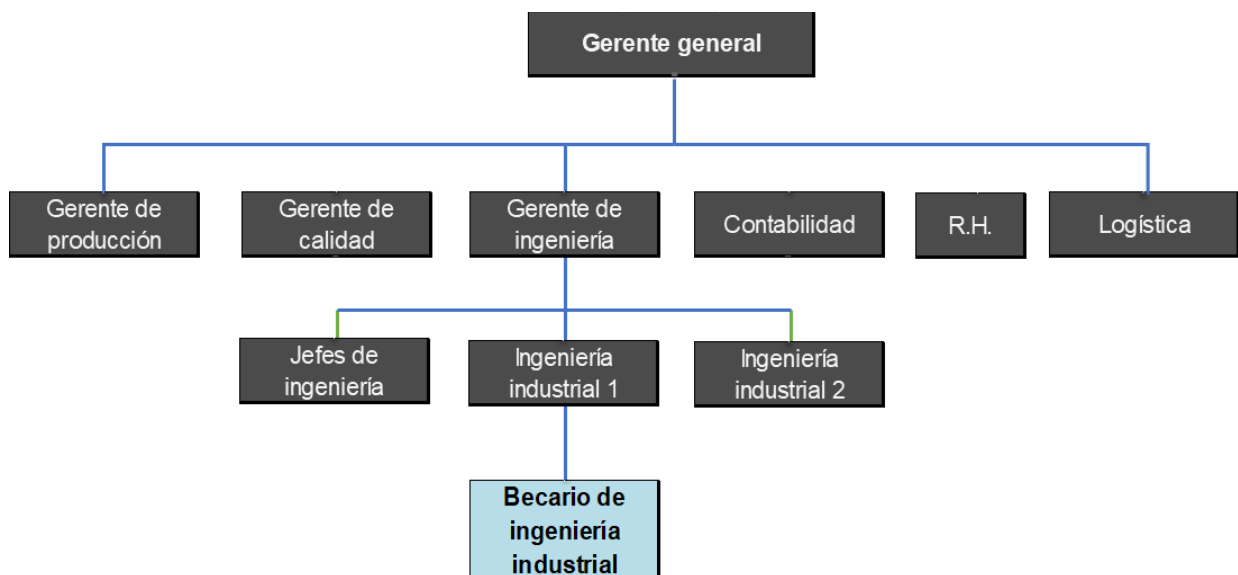 Gerente general
Gerente de
producción
Gerente de
calidad
Gerente de
ingeniería
Contabilidad
R.H.
Logística
Jefes de
ingeniería
Ingeniería
industrial 1
Ingeniería
industrial 2
Becario de
ingeniería
industrial